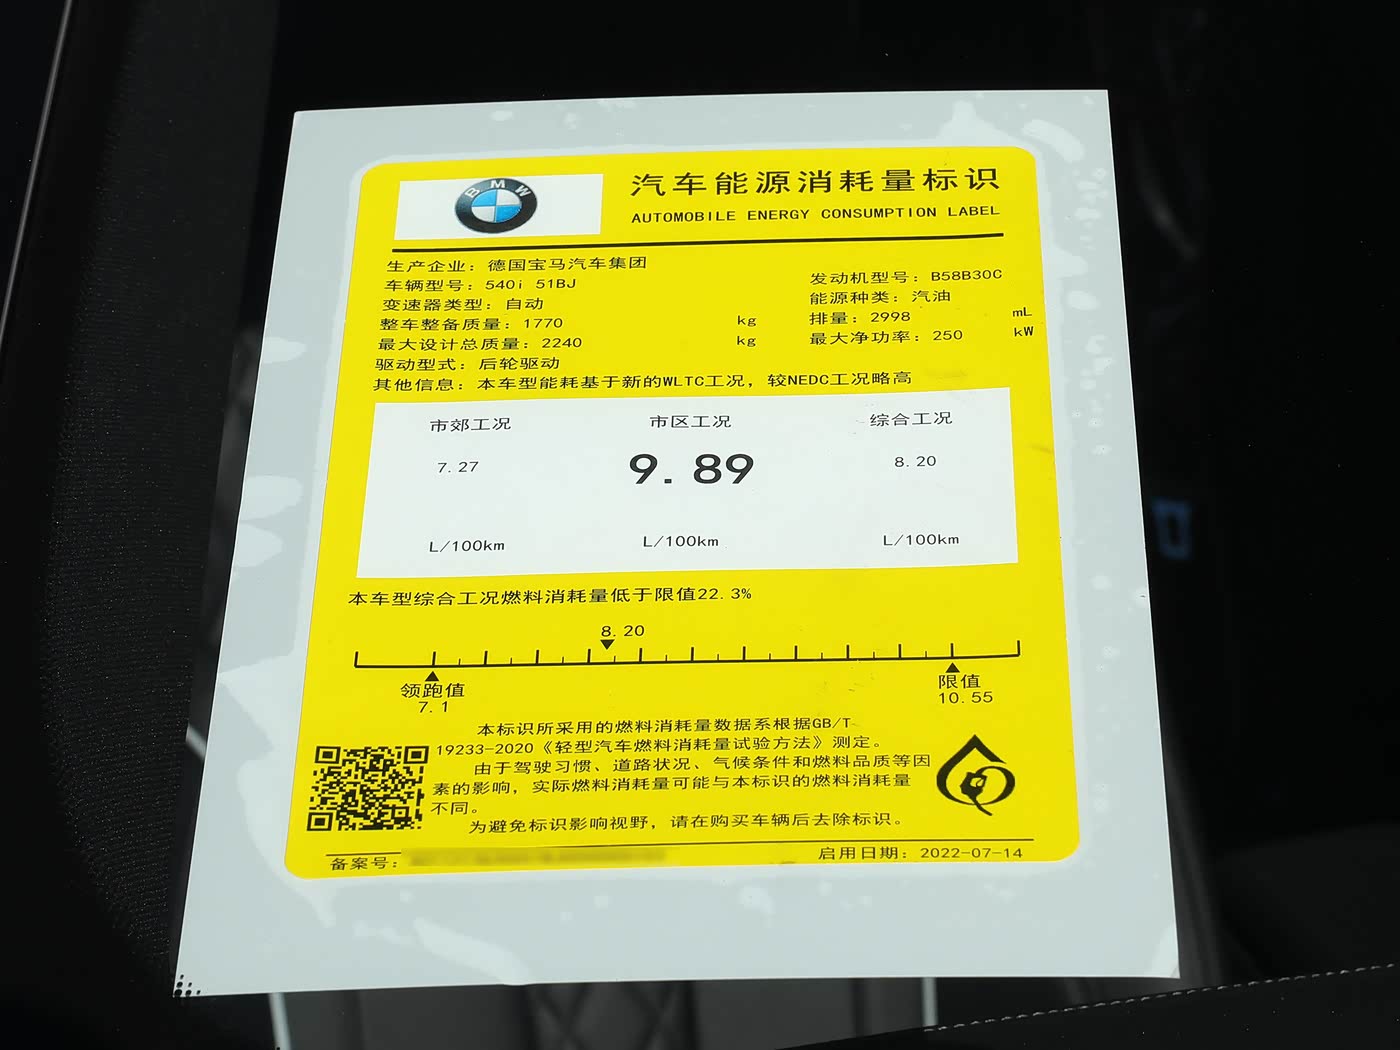 BMW
汽车能源消耗量标识
AUTOMOBILE ENERGY CONSUMPTION LABEL
生产企业：德国宝马汽车集团
车辆型号：540i 51BJ
发动机型号：B58B30C
变速器类型：自动
能源种类：汽油
整车整备质量：1770 kg
排量：2998 mL
最大设计总质量：2240 kg
最大净功率：250 kW
驱动型式：后轮驱动
其他信息：本车型能耗基于新的WLTC工况，较NEDC工况略高
市郊工况 市区工况 综合工况
7.27 9.89 8.20
L/100km L/100km L/100km
本车型综合工况燃料消耗量低于限值22.3%
8.20
领跑值 限值
7.1 10.55
本标识所采用的燃料消耗量数据系根据GB/T
19233-2020《轻型汽车燃料消耗量试验方法》测定。
由于驾驶习惯、道路状况、气候条件和燃料品质等因
素的影响，实际燃料消耗量可能与本标识的燃料消耗量
不同。
为避免标识影响视野，请在购买车辆后去除标识。
备案号： 启用日期：2022-07-14